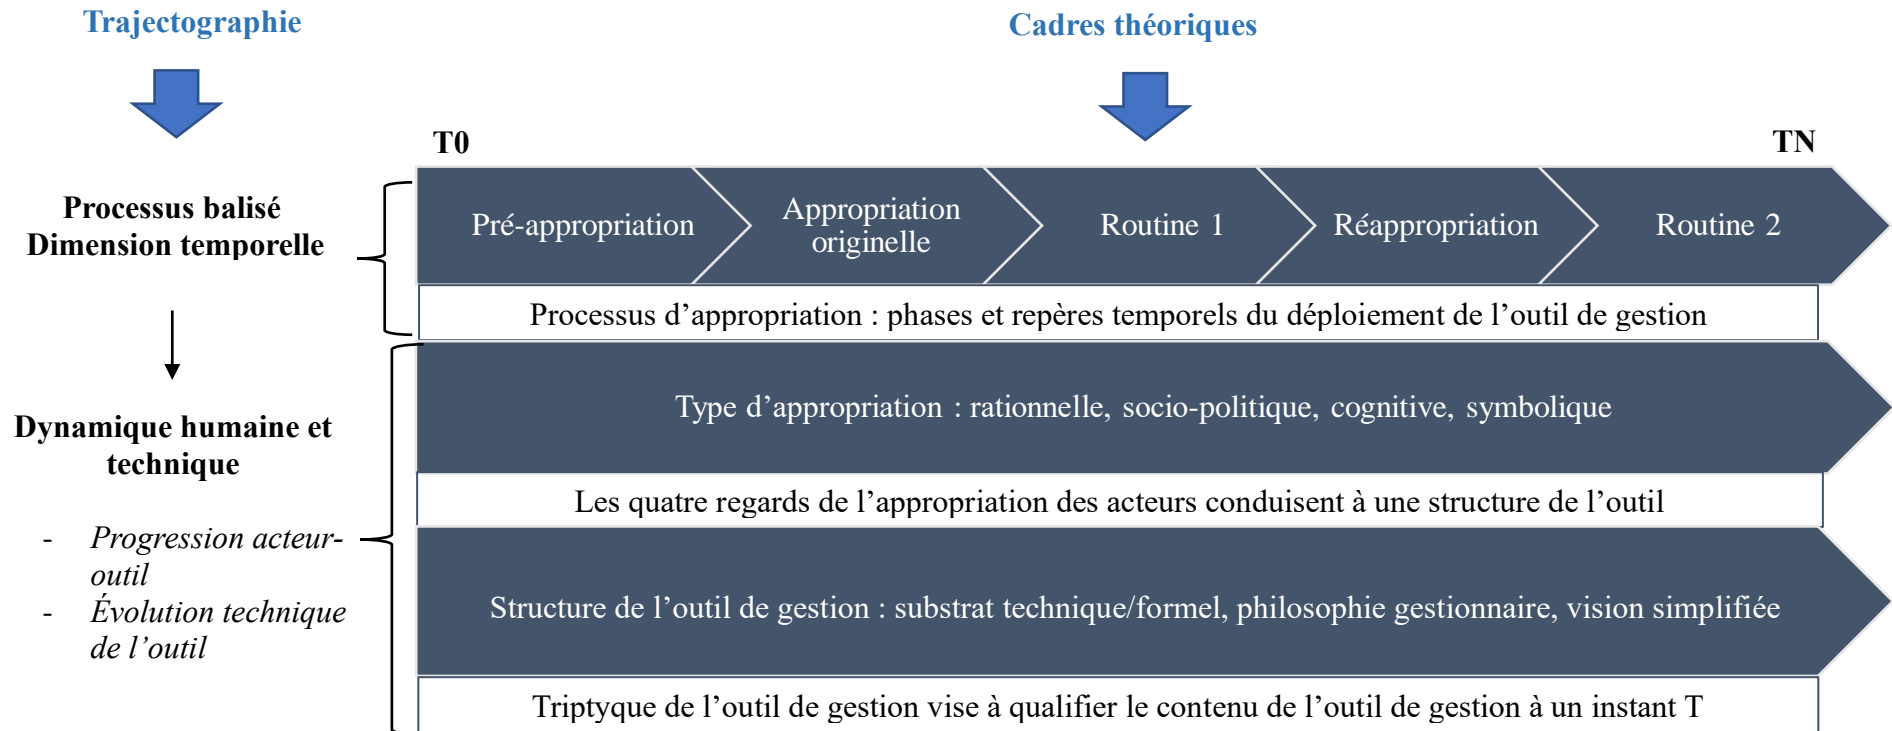 Trajectographie
Cadres théoriques
T0
TN
Processus balisé
Dimension temporelle
Pré-appropriation
Appropriation
originelle
Routine 1
Réappropriation
Routine 2
Processus d’appropriation : phases et repères temporels du déploiement de l’outil de gestion
Dynamique humaine et
technique
- Progression acteur-
outil
- Évolution technique
de l’outil
Type d’appropriation : rationnelle, socio-politique, cognitive, symbolique
Les quatre regards de l’appropriation des acteurs conduisent à une structure de l’outil
Structure de l’outil de gestion : substrat technique/formel, philosophie gestionnaire, vision simplifiée
Triptyque de l’outil de gestion vise à qualifier le contenu de l’outil de gestion à un instant T